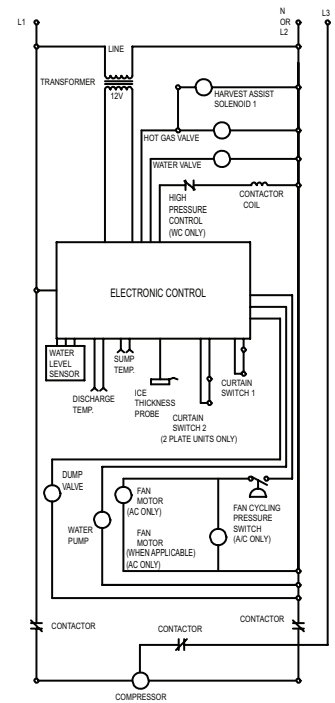 L1
N
OR
L2
L3
LINE
TRANSFORMER
12V
HARVEST ASSIST
SOLENOID 1
HOT GAS VALVE
WATER VALVE
HIGH
PRESSURE
CONTROL
(WC ONLY)
CONTACTOR
COIL
ELECTRONIC CONTROL
WATER
LEVEL
SENSOR
SUMP
TEMP.
DISCHARGE
TEMP.
ICE
THICKNESS
PROBE
CURTAIN
SWITCH 1
CURTAIN
SWITCH 2
(2 PLATE UNITS ONLY)
DUMP
VALVE
WATER
PUMP
FAN
MOTOR
(AC ONLY)
FAN
MOTOR
(WHEN APPLICABLE)
(AC ONLY)
FAN CYCLING
PRESSURE
SWITCH
(A/C ONLY)
CONTACTOR
CONTACTOR
CONTACTOR
COMPRESSOR